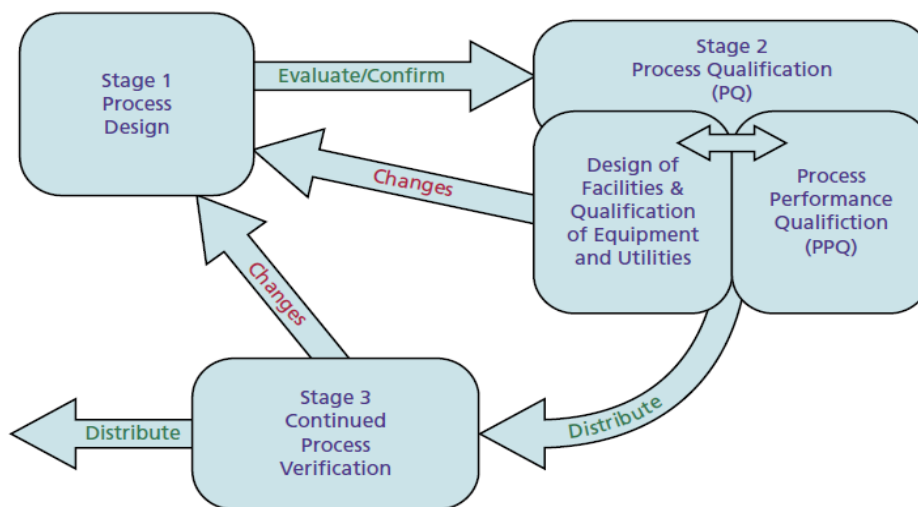 Stage 1
Process
Design
Evaluate/Confirm
Stage 2
Process Qualification
(PQ)
Changes
Design of
Facilities &
Qualification
of Equipment
and Utilities
Process
Performance
Qualifiction
(PPQ)
Changes
Distribute
Stage 3
Continued
Process
Verification
Distribute